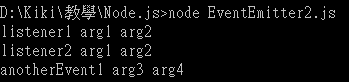 D:\Kiki\教學\Node.js>node EventEmitter2.js
listener1 arg1 arg2
listener2 arg1 arg2
anotherEvent1 arg3 arg4